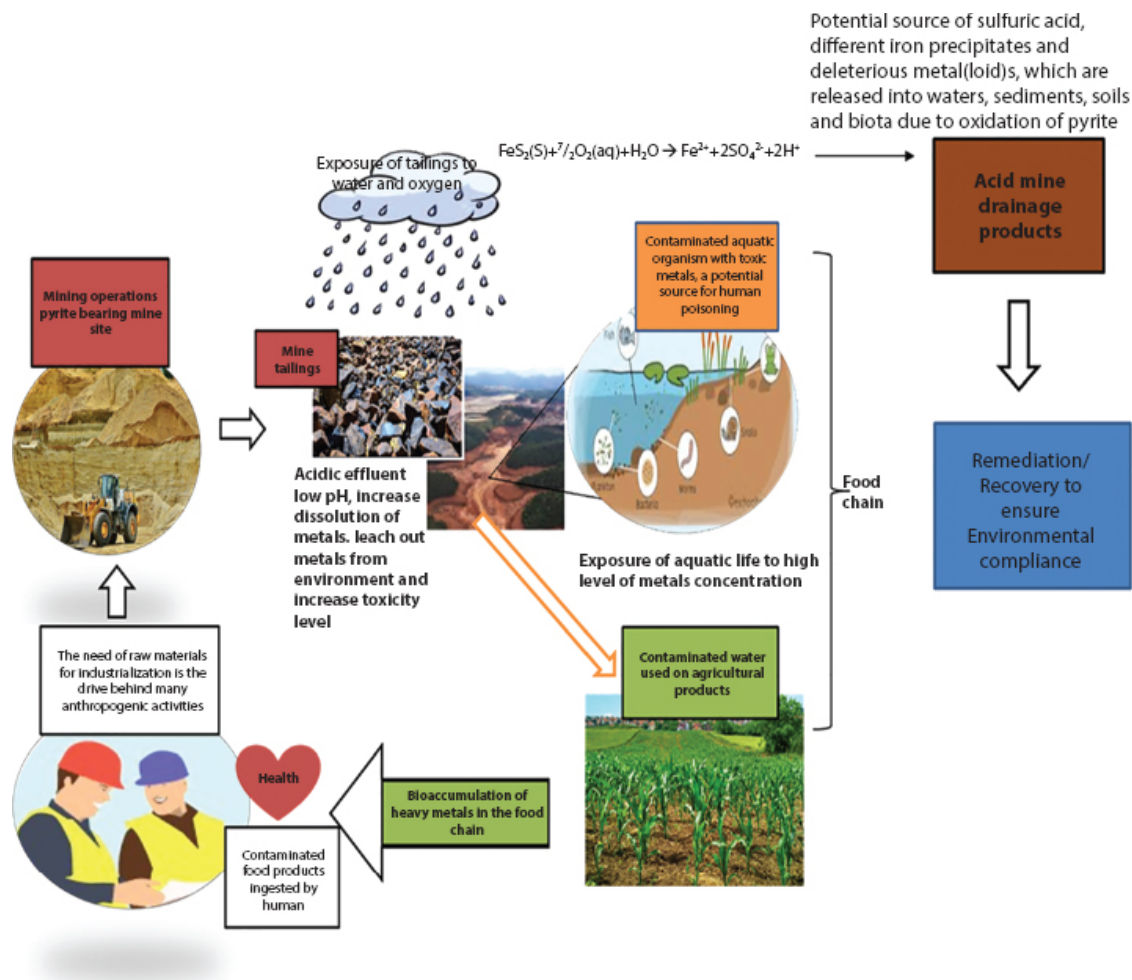 Potential source of sulfuric acid,
different iron precipitates and
deleterious metal(loid)s, which are
released into waters, sediments, soils
and biota due to oxidation of pyrite
FeS₂(S)+⁷/₂O₂(aq)+H₂O → Fe²⁺+2SO₄²⁻+2H⁺
Exposure of tailings to
water and oxygen
Acid mine
drainage
products
Contaminated aquatic
organism with toxic
metals, a potential
source for human
poisoning
Mining operations
pyrite bearing mine
site
Mine
tailings
Fish
Snails
Plankton
Bacteria
Worms
Acidic effluent
low pH, increase
dissolution of
metals. leach out
metals from
environment and
increase toxicity
level
Food
chain
Remediation/
Recovery to
ensure
Environmental
compliance
Exposure of aquatic life to high
level of metals concentration
The need of raw materials
for industrialization is the
drive behind many
anthropogenic activities
Contaminated water
used on agricultural
products
Health
Bioaccumulation of
heavy metals in the food
chain
Contaminated
food products
ingested by
human